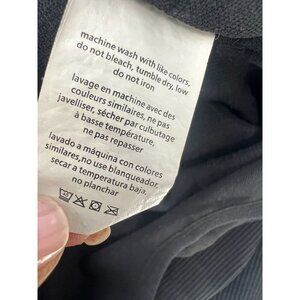 machine wash with like colors,
do not bleach, tumble dry, low
do not iron
lavage en machine avec des
couleurs similaires, ne pas
javelliser, sécher par culbutage
à basse température,
ne pas repasser
lavado a máquina con colores
similares,no use blanqueador,
secar a temperatura baja,
no planchar